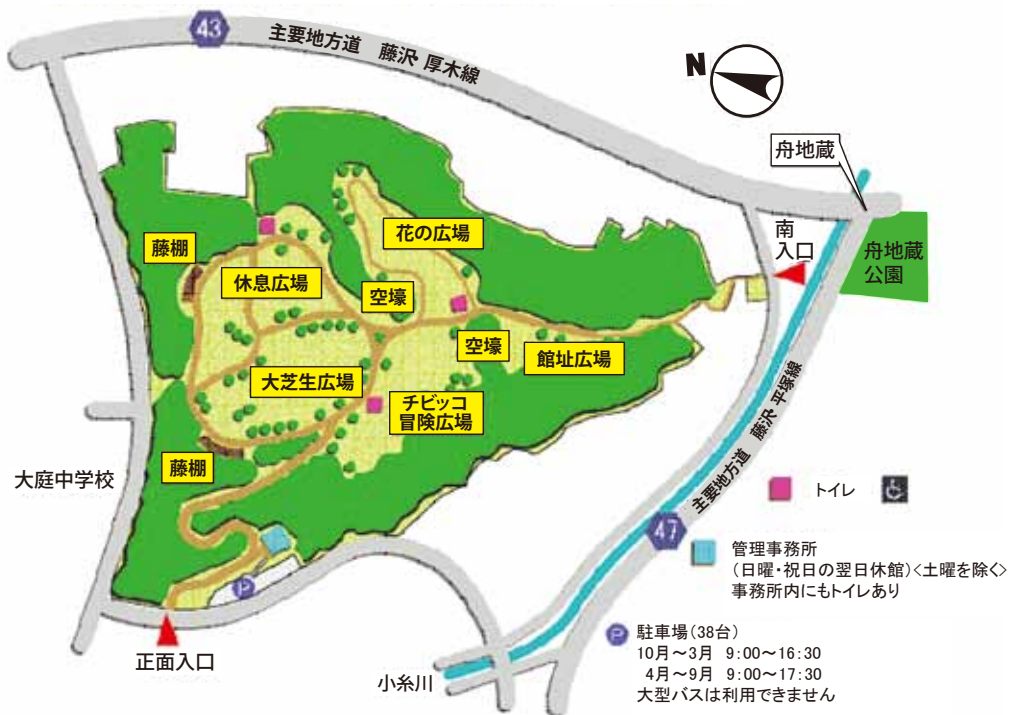 43
主要地方道 藤沢・厚木線
N
舟地蔵
南
入口
舟地蔵
公園
花の広場
藤棚
休息広場
空壕
空壕
館址広場
大芝生広場
チビッコ
冒険広場
藤棚
大庭中学校
主要地方道 藤沢・平塚線
47
トイレ
管理事務所
(日曜・祝日の翌日休館)<土曜を除く>
事務所内にもトイレあり
P
正面入口
小糸川
P 駐車場(38台)
10月~3月 9:00~16:30
4月~9月 9:00~17:30
大型バスは利用できません